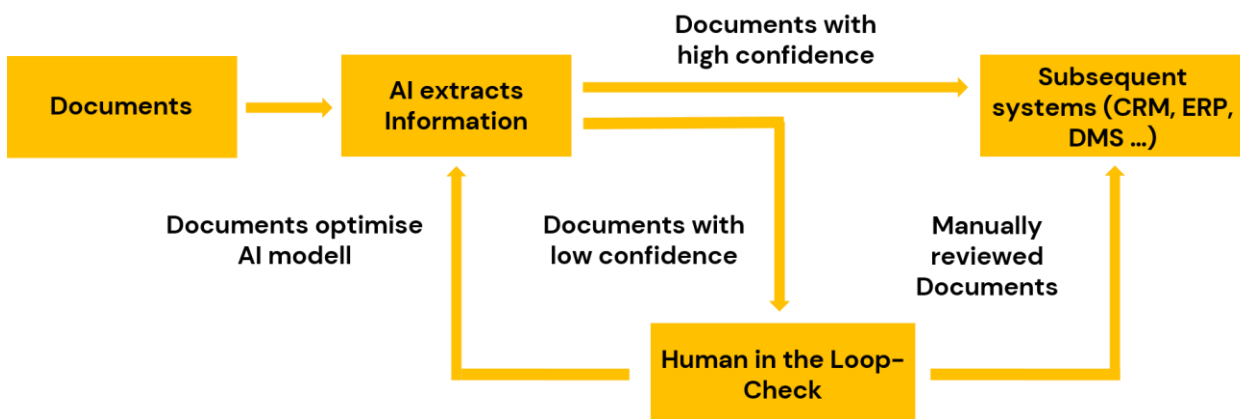 Documents with
high confidence
Documents
AI extracts
Information
Subsequent
systems (CRM, ERP,
DMS ...)
Documents optimise
AI modell
Documents with
low confidence
Manually
reviewed
Documents
Human in the Loop-
Check